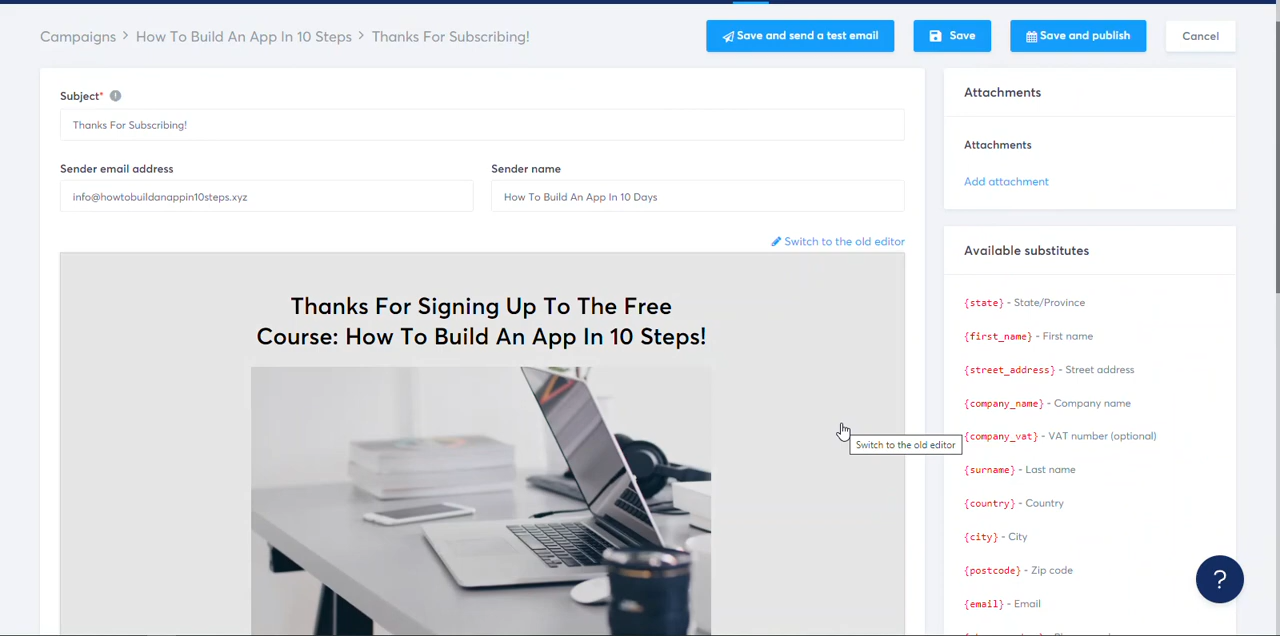 Campaigns > How To Build An App In 10 Steps > Thanks For Subscribing!
Save and send a test email
Save
Save and publish
Cancel
Subject*
Thanks For Subscribing!
Sender email address
Sender name
info@howtobuildanappin10steps.xyz
How To Build An App In 10 Days
Switch to the old editor
Thanks For Signing Up To The Free
Course: How To Build An App In 10 Steps!
Switch to the old editor
Attachments
Attachments
Add attachment
Available substitutes
{state} - State/Province
{first_name} - First name
{street_address} - Street address
{company_name} - Company name
{company_vat} - VAT number (optional)
{surname} - Last name
{country} - Country
{city} - City
{postcode} - Zip code
{email} - Email
?